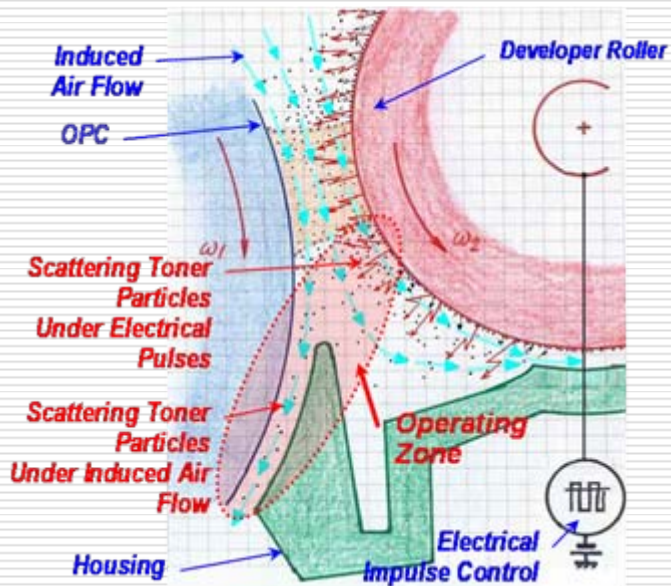 Induced
Air Flow
OPC
Developer Roller
ω1
ω2
Scattering Toner
Particles
Under Electrical
Pulses
Scattering Toner
Particles
Under Induced Air
Flow
Operating
Zone
Housing
Electrical
Impulse Control